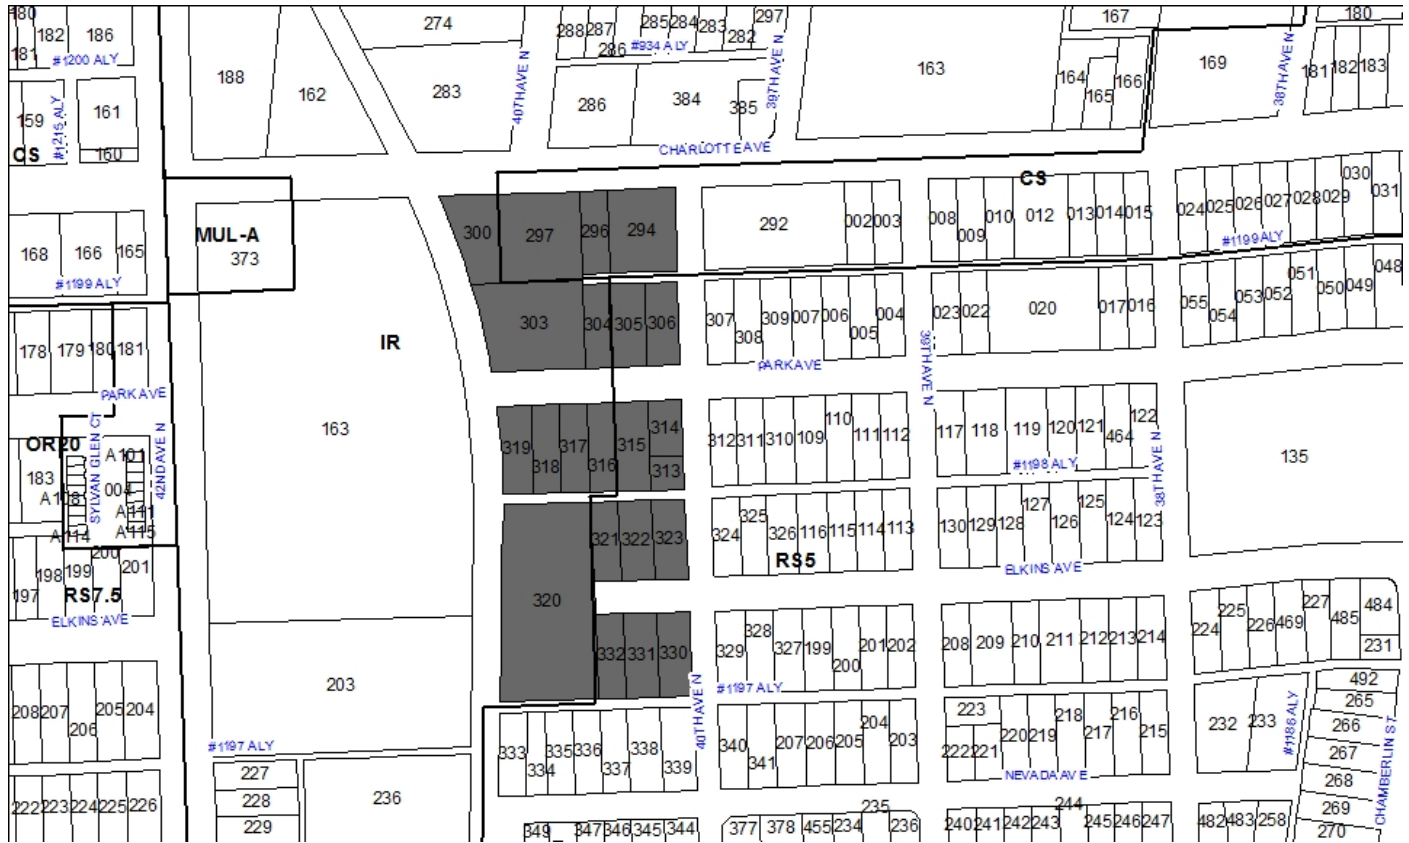 180 182 186 181 #1200 ALY
274 288 287 286 285 284 283 282 297 #934 ALY
167 180
188 162 283 40TH AVE N 286 384 385 39TH AVE N 163 164 165 166 169 38TH AVE N 181 182 183
159 #1215 ALY 161 160
CS
CHARLOTTE AVE
168 166 165 #1199 ALY
MUL-A
373
300 297 296 294
292 002 003
CS
008 009 010 012 013 014 015
024 025 026 027 028 029 030 031
#1199 ALY
178 179 180 181
PARK AVE
IR
303 304 305 306
307 308 309 007 006 005 004
023 022 020 017 016
055 054 053 052 051 050 049 048
PARK AVE
39TH AVE N
163
OR20
183
SYLVAN GLEN CT
42ND AVE N
A101
A108
004
A111
A114
A115
319 318 317 316 315 314 313
312 311 310 109 110 111 112
117 118 119 120 121 464 122
#1198 ALY
38TH AVE N
135
197 198 199 200 201
RS7.5
ELKINS AVE
320
321 322 323
324 325 326 116 115 114 113
RS5
130 129 128 127 126 125 124 123
ELKINS AVE
203
332 331 330
329 328 327 199 200 201 202
208 209 210 211 212 213 214
224 225 226 469 227 485 484 231
#1197 ALY
208 207 206 205 204
#1197 ALY
40TH AVE N
333 334 335 336 337 338 339
340 341 207 206 205 204 203
223 222 221 220 219 218 217 216 215
NEVADA AVE
232 233
#1186 ALY
492
265
266
267
268
269
270
CHAMBERLIN ST
222 223 224 225 226
227
228
229
236
349 347 346 345 344
377 378 455 234 235 236
240 241 242 243 244 245 246 247
482 483 258